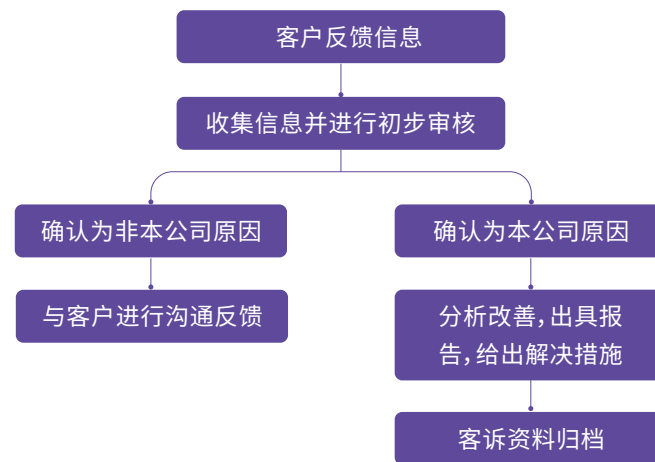 客户反馈信息
收集信息并进行初步审核
确认为非本公司原因
确认为本公司原因
与客户进行沟通反馈
分析改善,出具报
告,给出解决措施
客诉资料归档